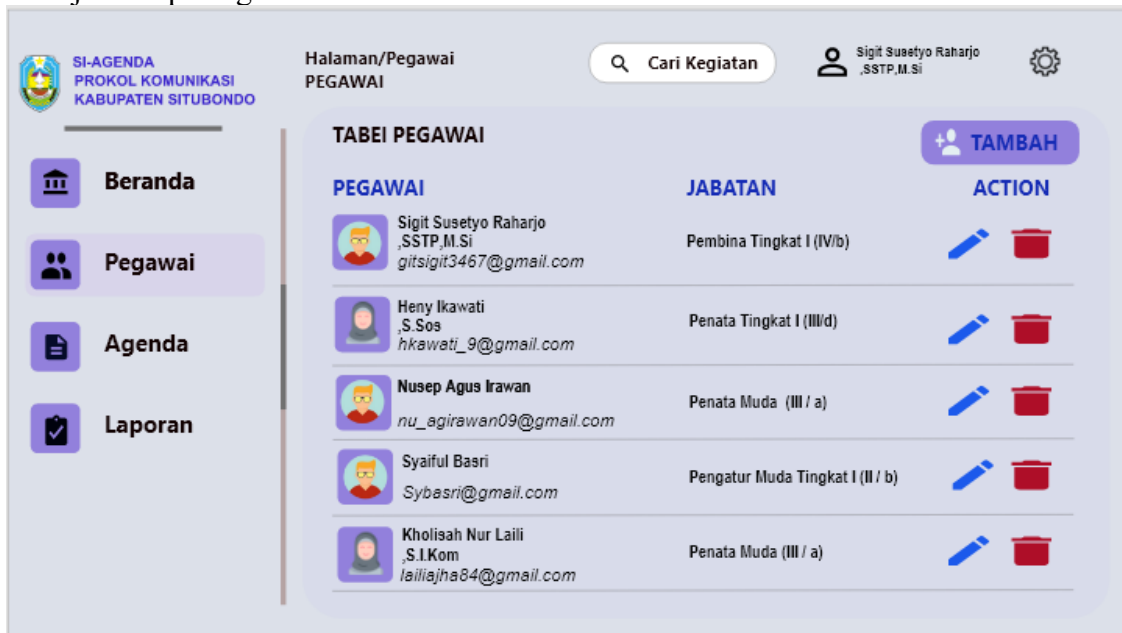 SI-AGENDA
PROKOL KOMUNIKASI
KABUPATEN SITUBONDO
Halaman/Pegawai
PEGAWAI
Cari Kegiatan
Sigit Susetyo Raharjo
,SSTP,M.Si
Beranda
Pegawai
Agenda
Laporan
TABEl PEGAWAI
TAMBAH
PEGAWAI JABATAN ACTION
Sigit Susetyo Raharjo
,SSTP,M.Si
gitsigit3467@gmail.com
Pembina Tingkat I (IV/b)
Heny Ikawati
,S.Sos
hkawati_9@gmail.com
Penata Tingkat I (III/d)
Nusep Agus Irawan
nu_agirawan09@gmail.com
Penata Muda (III / a)
Syaiful Basri
Sybasri@gmail.com
Pengatur Muda Tingkat I (II / b)
Kholisah Nur Laili
,S.I.Kom
lailiajha84@gmail.com
Penata Muda (III / a)